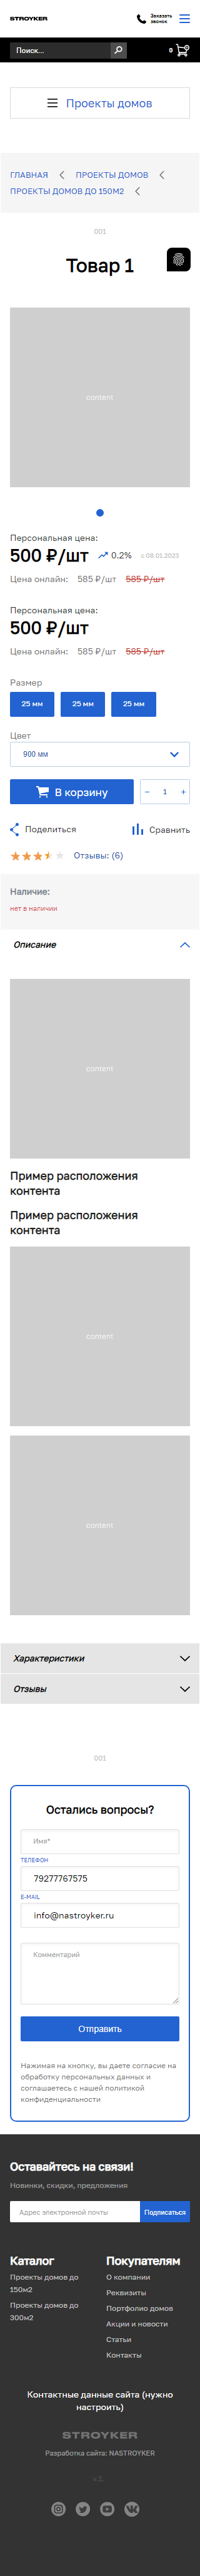 STROYKER
Заказать
звонок
Поиск...
0
0
Проекты домов
ГЛАВНАЯ
ПРОЕКТЫ ДОМОВ
ПРОЕКТЫ ДОМОВ ДО 150М2
001
Товар 1
content
Персональная цена:
500 ₽/шт
0.2%
с 08.01.2023
Цена онлайн: 585 ₽/шт 585 ₽/шт
Персональная цена:
500 ₽/шт
Цена онлайн: 585 ₽/шт 585 ₽/шт
Размер
25 мм
25 мм
25 мм
Цвет
900 мм
В корзину
− 1 +
Поделиться
Сравнить
Отзывы: (6)
Наличие:
нет в наличии
Описание
content
Пример расположения
контента
Пример расположения
контента
content
content
Характеристики
Отзывы
001
Остались вопросы?
Имя*
ТЕЛЕФОН
79277767575
E-MAIL
info@nastroyker.ru
Комментарий
Отправить
Нажимая на кнопку, вы даете согласие на
обработку персональных данных и
соглашаетесь с нашей политикой
конфиденциальности
Оставайтесь на связи!
Новинки, скидки, предложения
Адрес электронной почты
Подписаться
Каталог
Проекты домов до
150м2
Проекты домов до
300м2
Покупателям
О компании
Реквизиты
Портфолио домов
Акции и новости
Статьи
Контакты
Контактные данные сайта (нужно
настроить)
STROYKER
Разработка сайта: NASTROYKER